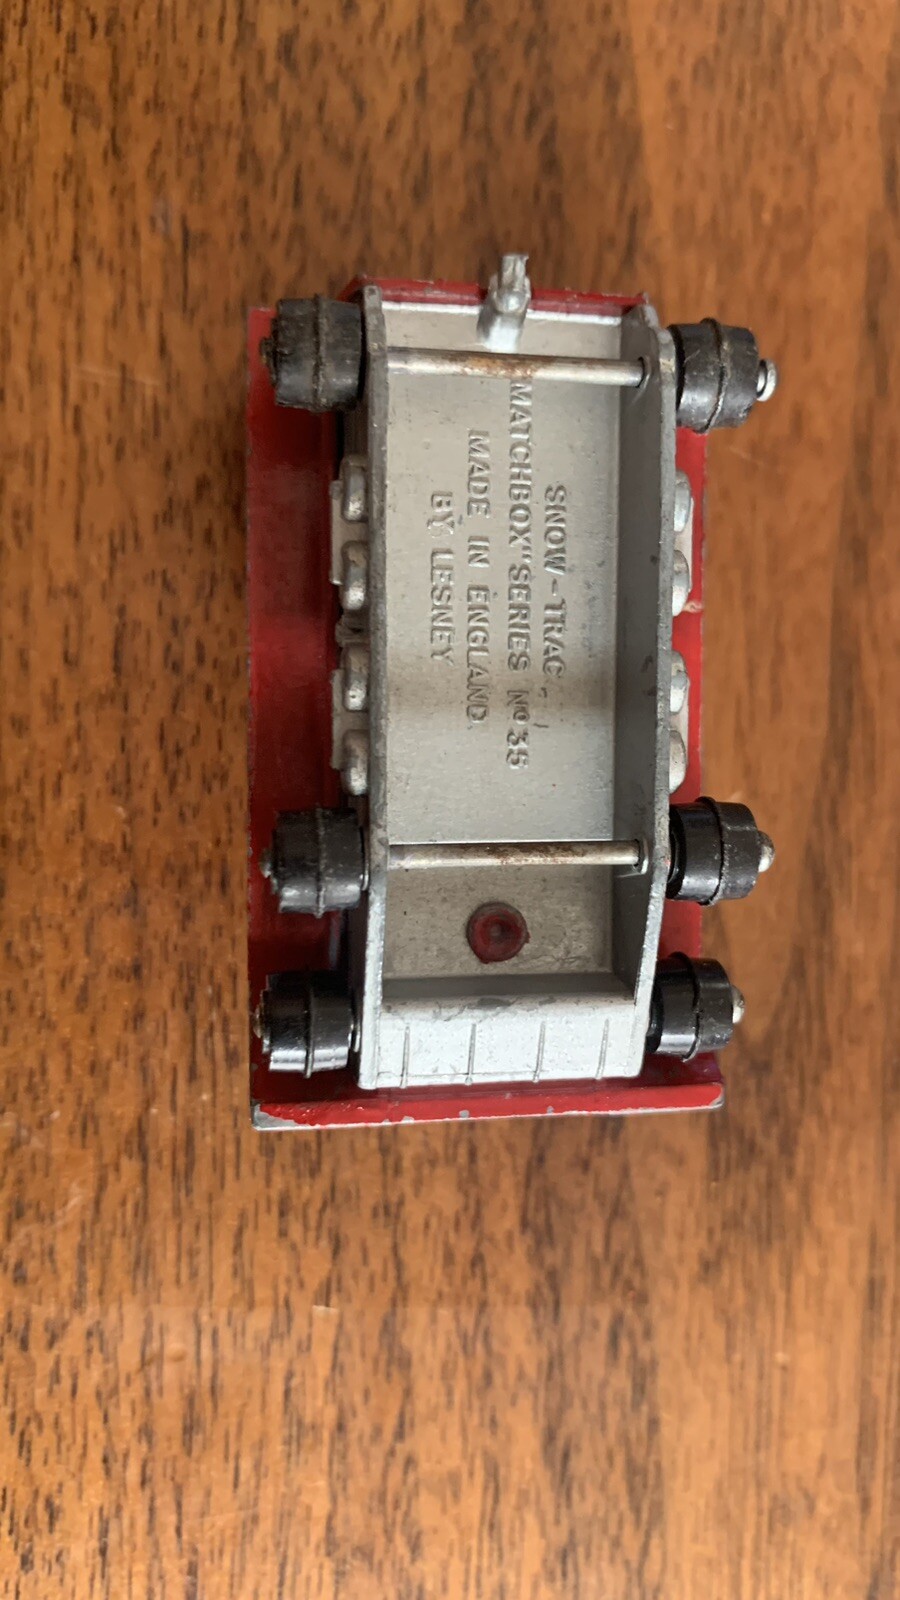 SNOW-TRAC
"MATCHBOX" SERIES Nº 35
MADE IN ENGLAND
BY LESNEY